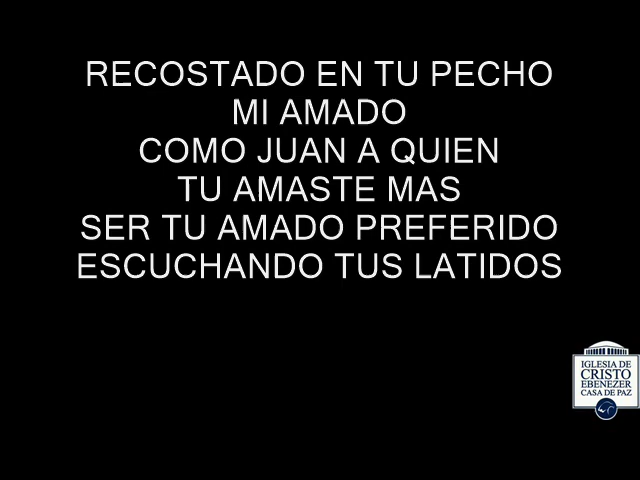 RECOSTADO EN TU PECHO
MI AMADO
COMO JUAN A QUIEN
TU AMASTE MAS
SER TU AMADO PREFERIDO
ESCUCHANDO TUS LATIDOS
IGLESIA DE
CRISTO
EBENEZER
CASA DE PAZ